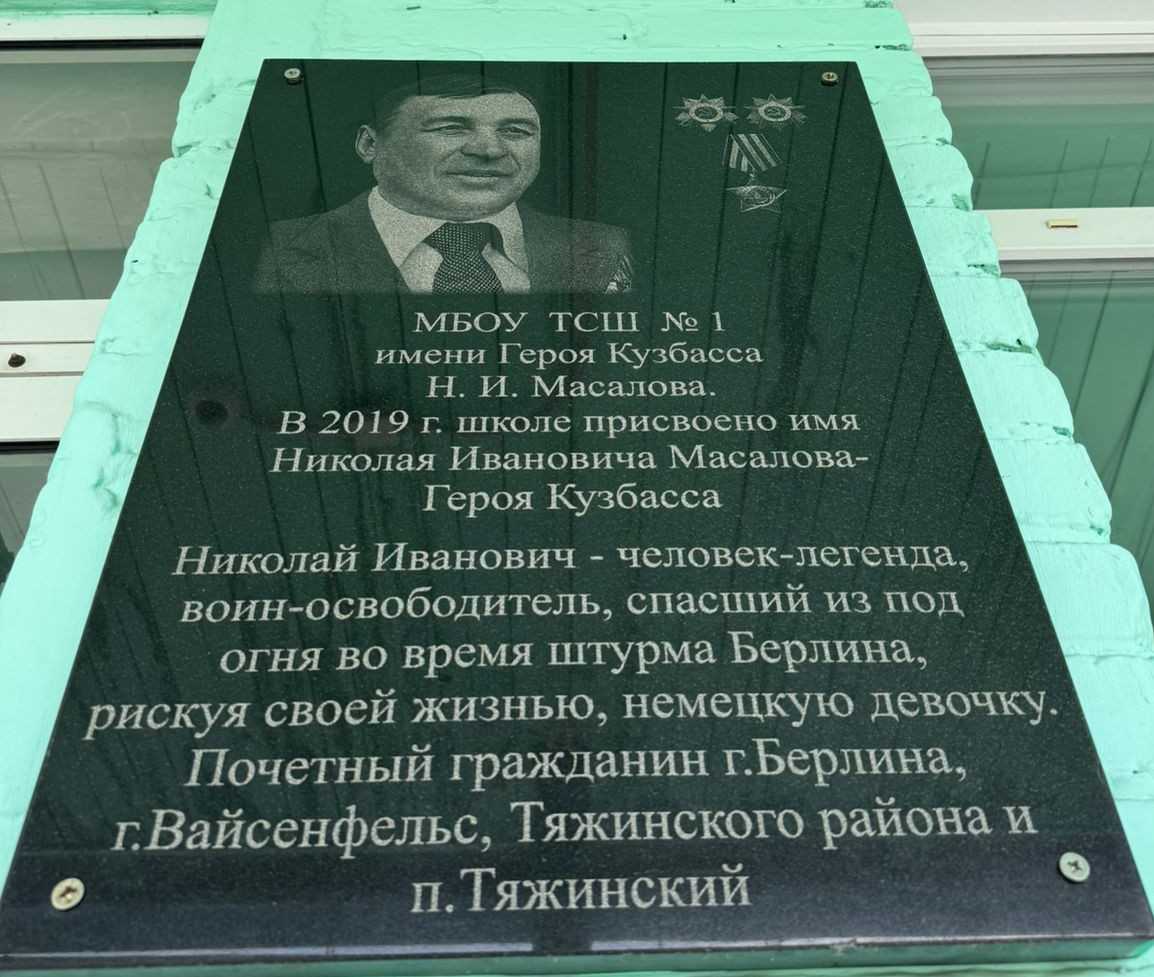 МБОУ ТСШ № 1
имени Героя Кузбасса
Н. И. Масалова.
В 2019 г. школе присвоено имя
Николая Ивановича Масалова-
Героя Кузбасса
Николай Иванович - человек-легенда,
воин-освободитель, спасший из под
огня во время штурма Берлина,
рискуя своей жизнью, немецкую девочку.
Почетный гражданин г.Берлина,
г.Вайсенфельс, Тяжинского района и
п.Тяжинский